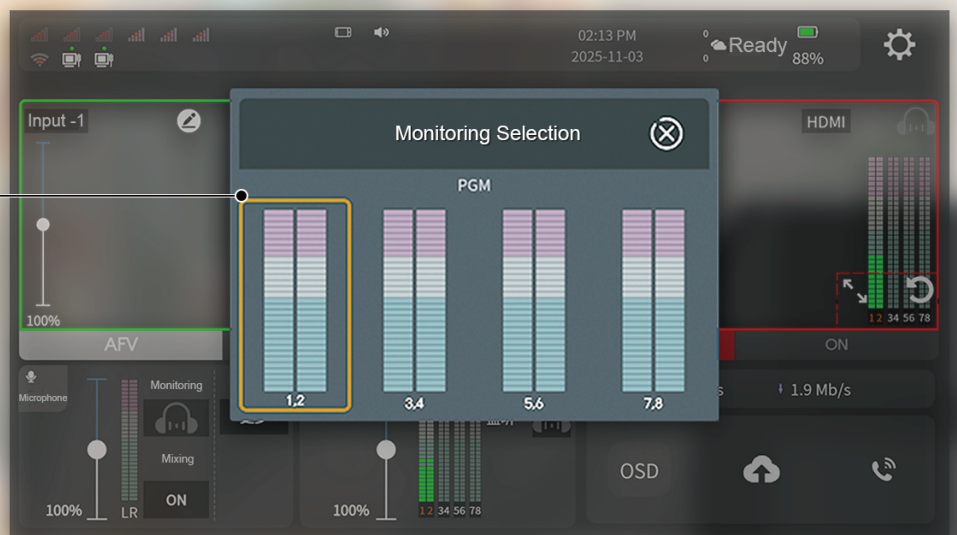 02:13 PM
2025-11-03
0
0
Ready
88%
Input -1
Monitoring Selection
HDMI
PGM
100%
1,2
3,4
5,6
7,8
12 34 56 78
AFV
ON
Microphone
Monitoring
s
1.9 Mb/s
Mixing
ON
100%
LR
100%
12 34 56 78
OSD